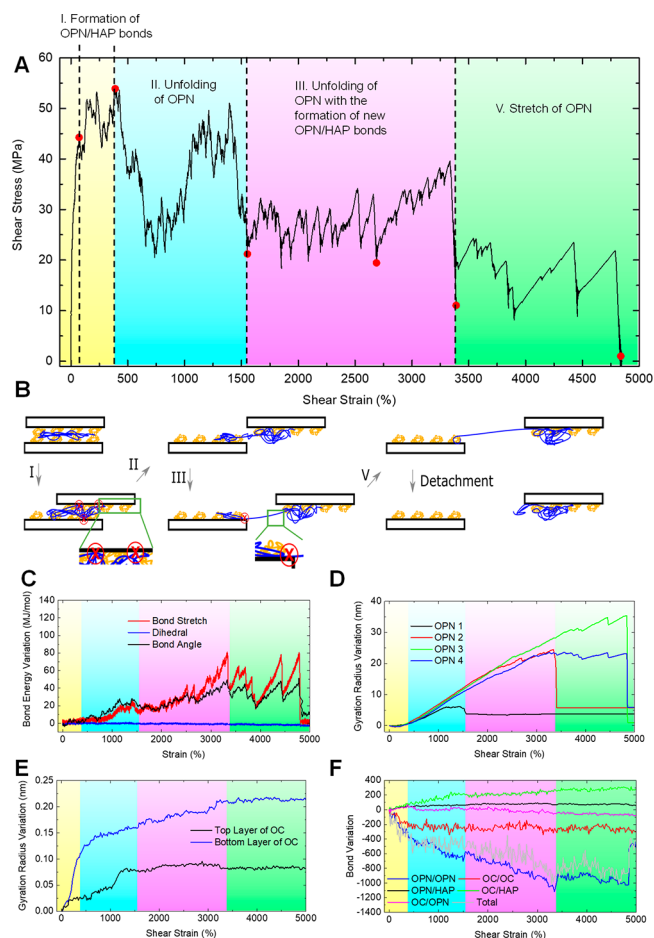 I. Formation of
OPN/HAP bonds
A
II. Unfolding
of OPN
III. Unfolding of
OPN with the
formation of new
OPN/HAP bonds
V. Stretch of OPN
60
50
40
30
20
10
0
Shear Stress (MPa)
0 500 1000 1500 2000 2500 3000 3500 4000 4500 5000
Shear Strain (%)
B
I
II
III
V
Detachment
X X
X
C
Bond Energy Variation (MJ/mol)
140
120
100
80
60
40
20
0
Bond Stretch
Dihedral
Bond Angle
0 1000 2000 3000 4000 5000
Strain (%)
D
Gyration Radius Variation (nm)
40
30
20
10
0
OPN 1
OPN 2
OPN 3
OPN 4
0 1000 2000 3000 4000 5000
Shear Strain (%)
E
Gyration Radius Variation (nm)
0.25
0.20
0.15
0.10
0.05
0.00
Top Layer of OC
Bottom Layer of OC
0 1000 2000 3000 4000 5000
Shear Strain (%)
F
Bond Variation
400
200
0
-200
-400
-600
-800
-1000
-1200
-1400
OPN/OPN OC/OC
OPN/HAP OC/HAP
OC/OPN Total
0 1000 2000 3000 4000 5000
Shear Strain (%)